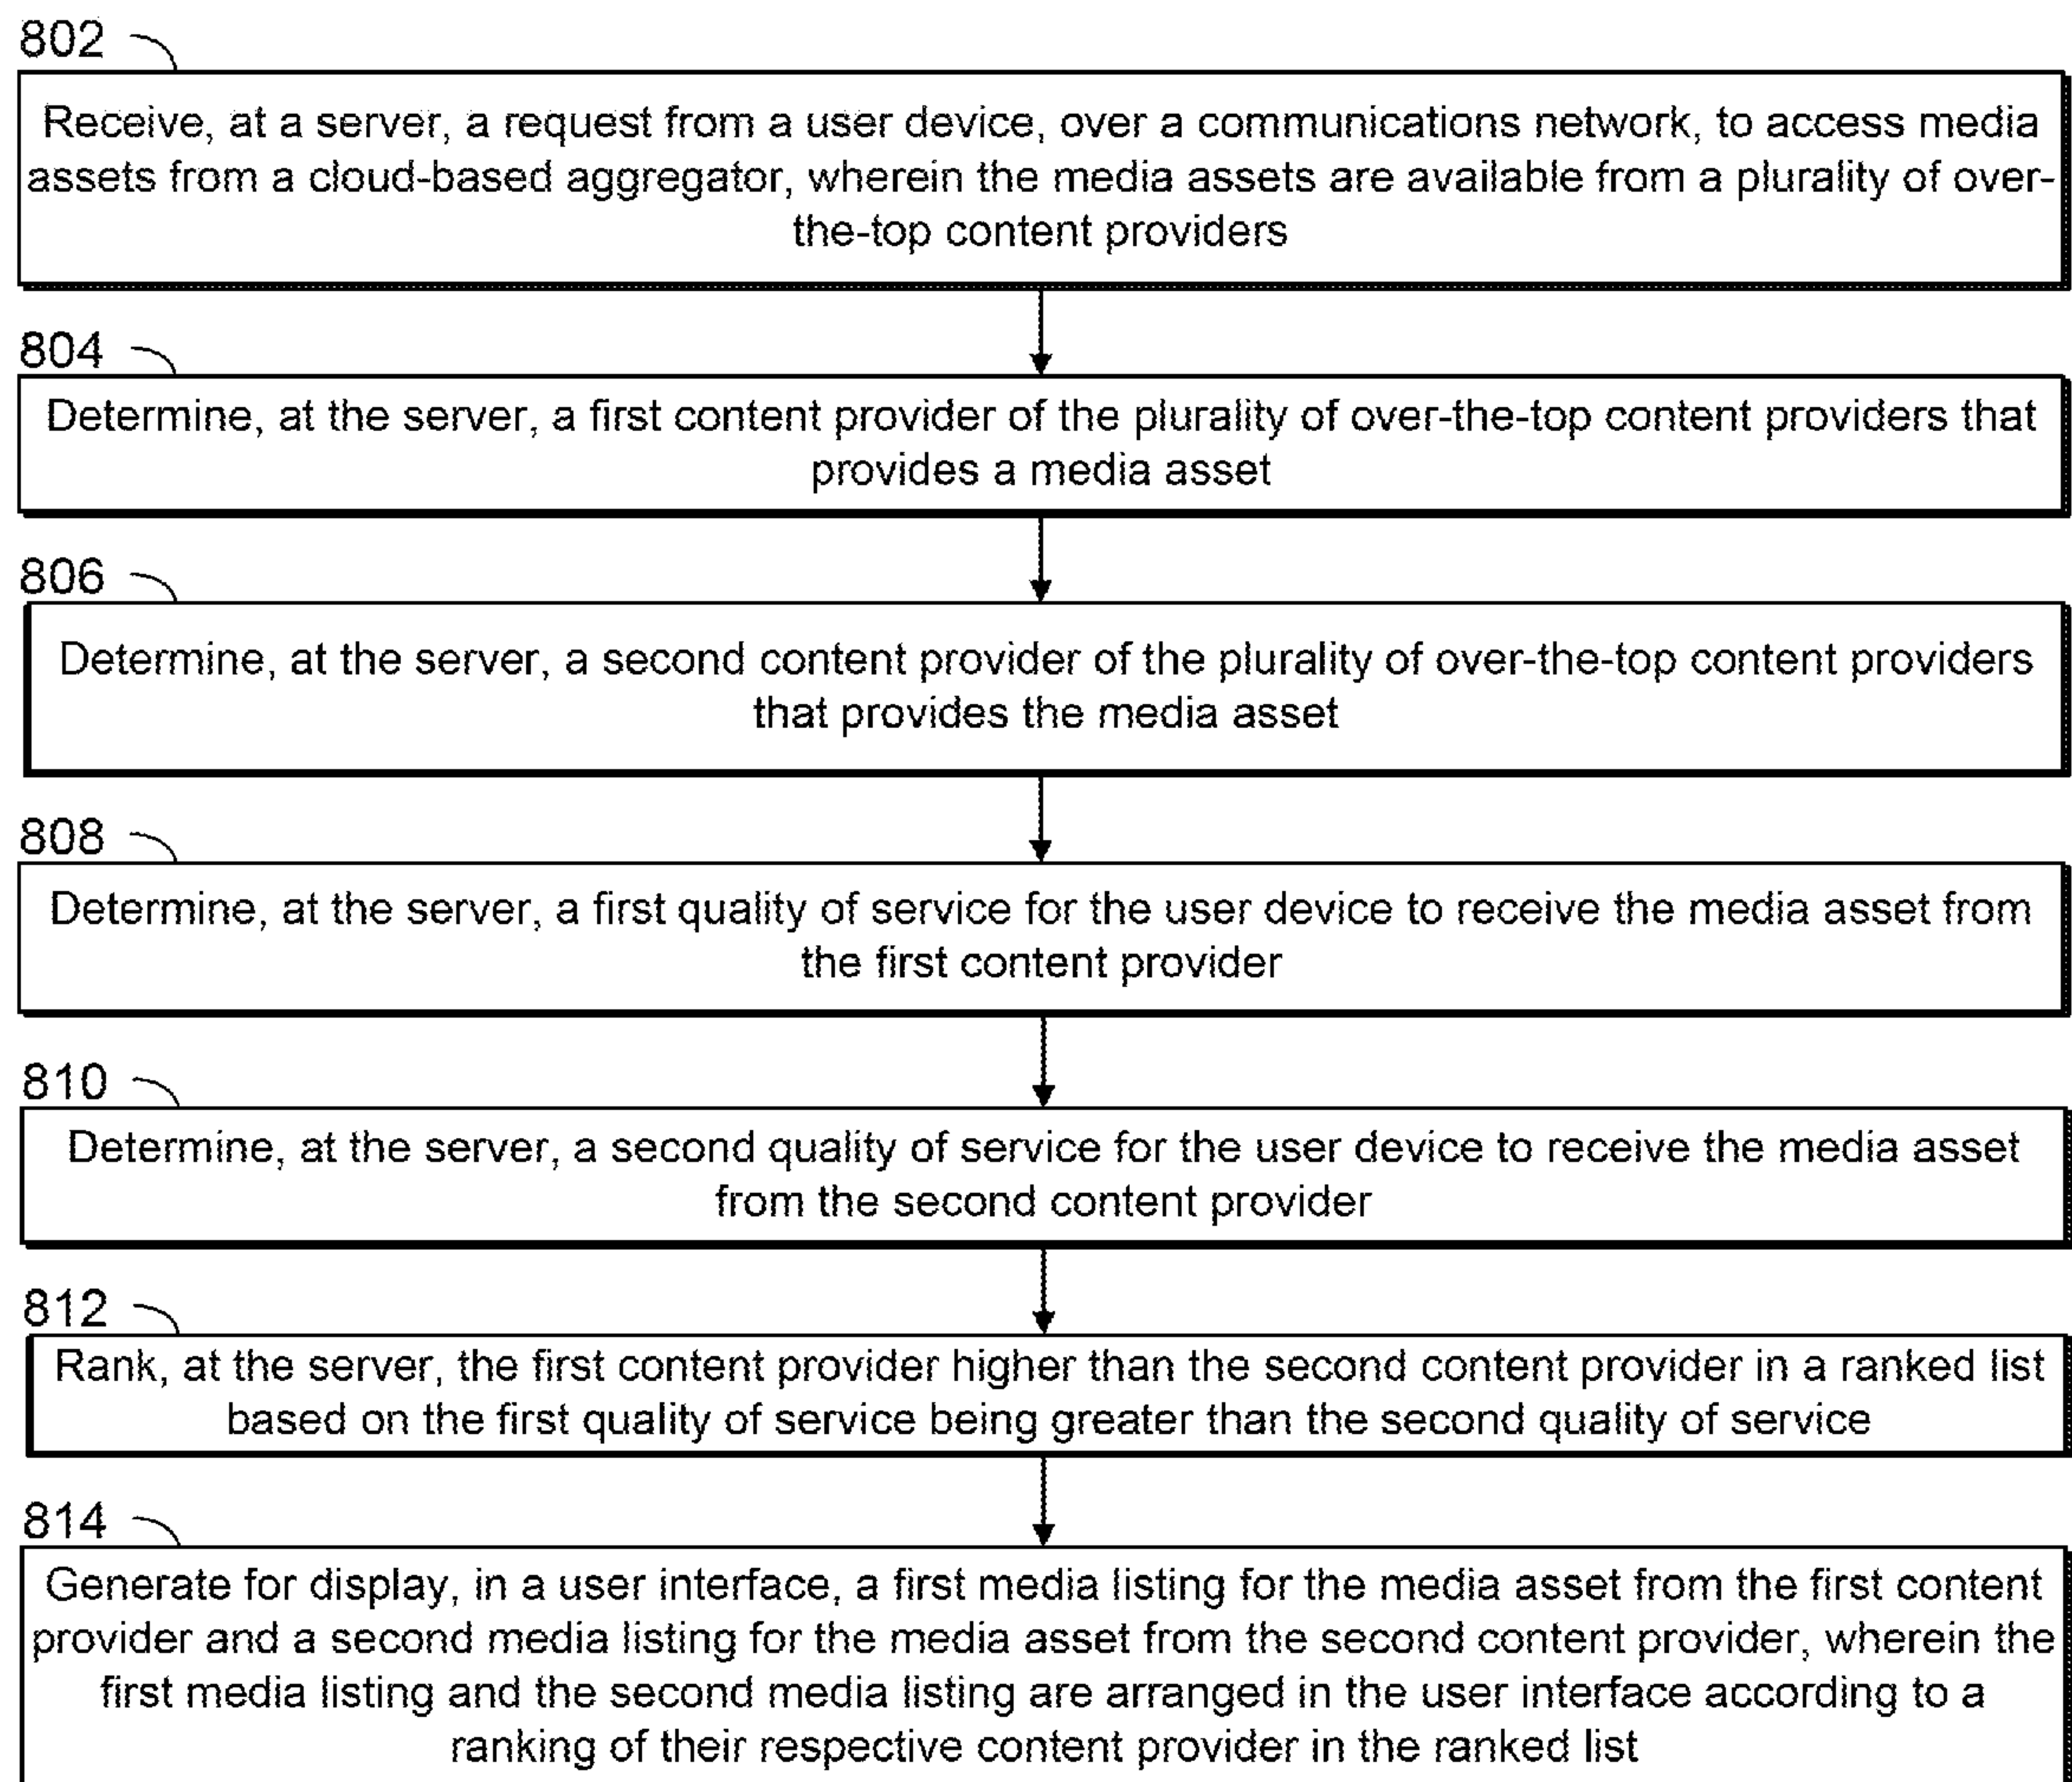 802
Receive, at a server, a request from a user device, over a communications network, to access media
assets from a cloud-based aggregator, wherein the media assets are available from a plurality of over-
the-top content providers
804
Determine, at the server, a first content provider of the plurality of over-the-top content providers that
provides a media asset
806
Determine, at the server, a second content provider of the plurality of over-the-top content providers
that provides the media asset
808
Determine, at the server, a first quality of service for the user device to receive the media asset from
the first content provider
810
Determine, at the server, a second quality of service for the user device to receive the media asset
from the second content provider
812
Rank, at the server, the first content provider higher than the second content provider in a ranked list
based on the first quality of service being greater than the second quality of service
814
Generate for display, in a user interface, a first media listing for the media asset from the first content
provider and a second media listing for the media asset from the second content provider, wherein the
first media listing and the second media listing are arranged in the user interface according to a
ranking of their respective content provider in the ranked list